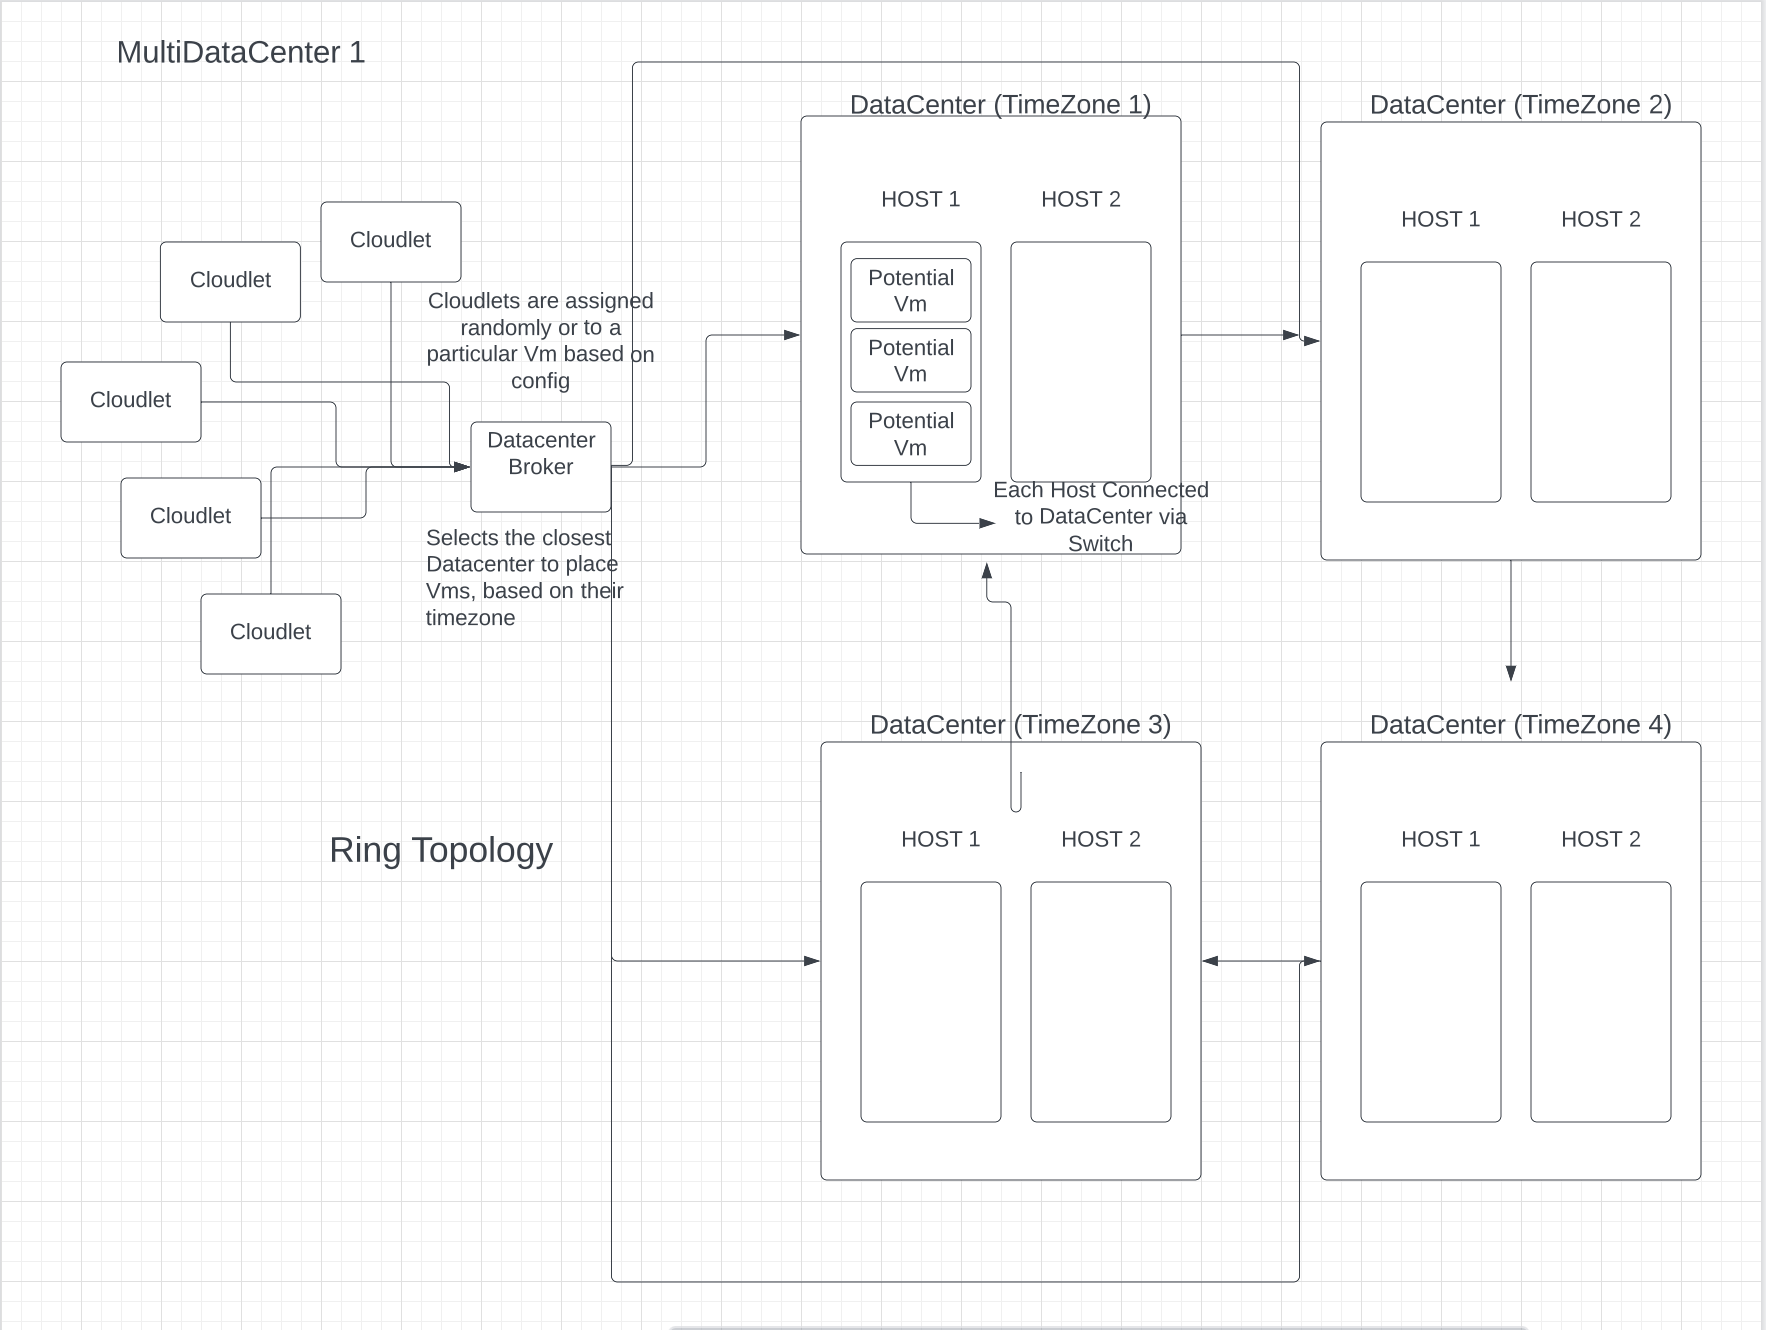 MultiDataCenter 1
DataCenter (TimeZone 1)
DataCenter (TimeZone 2)
HOST 1
HOST 2
HOST 1
HOST 2
Cloudlet
Cloudlet
Cloudlet
Cloudlet
Cloudlet
Cloudlets are assigned
randomly or to a
particular Vm based on
config
Datacenter
Broker
Selects the closest
Datacenter to place
Vms, based on their
timezone
Potential
Vm
Potential
Vm
Potential
Vm
Each Host Connected
to DataCenter via
Switch
DataCenter (TimeZone 3)
DataCenter (TimeZone 4)
HOST 1
HOST 2
HOST 1
HOST 2
Ring Topology